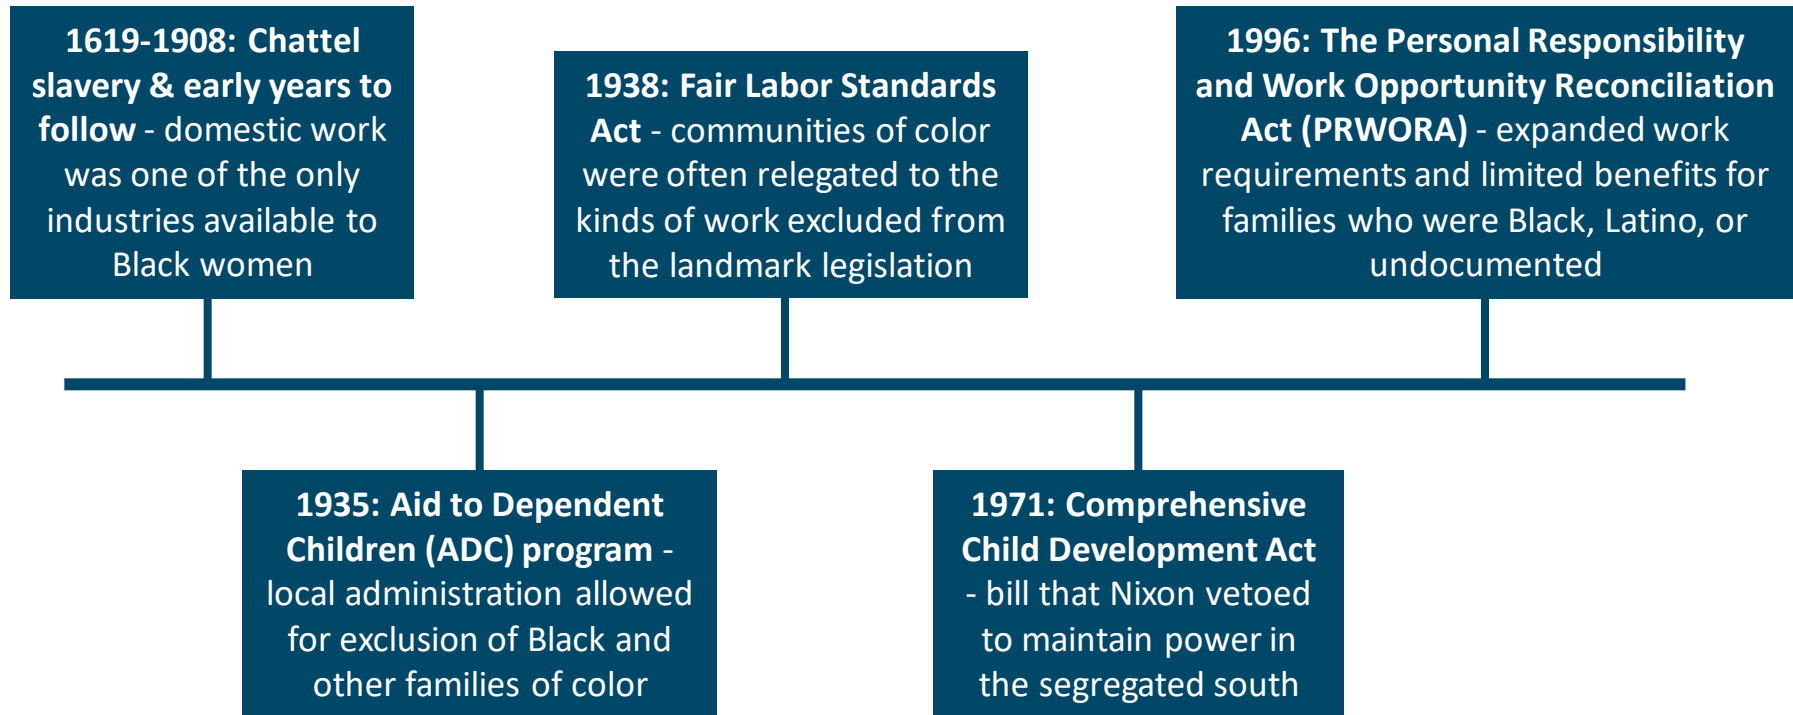 1619-1908: Chattel
slavery & early years to
follow - domestic work
was one of the only
industries available to
Black women
1935: Aid to Dependent
Children (ADC) program -
local administration allowed
for exclusion of Black and
other families of color
1938: Fair Labor Standards
Act - communities of color
were often relegated to the
kinds of work excluded from
the landmark legislation
1971: Comprehensive
Child Development Act
- bill that Nixon vetoed
to maintain power in
the segregated south
1996: The Personal Responsibility
and Work Opportunity Reconciliation
Act (PRWORA) - expanded work
requirements and limited benefits for
families who were Black, Latino, or
undocumented